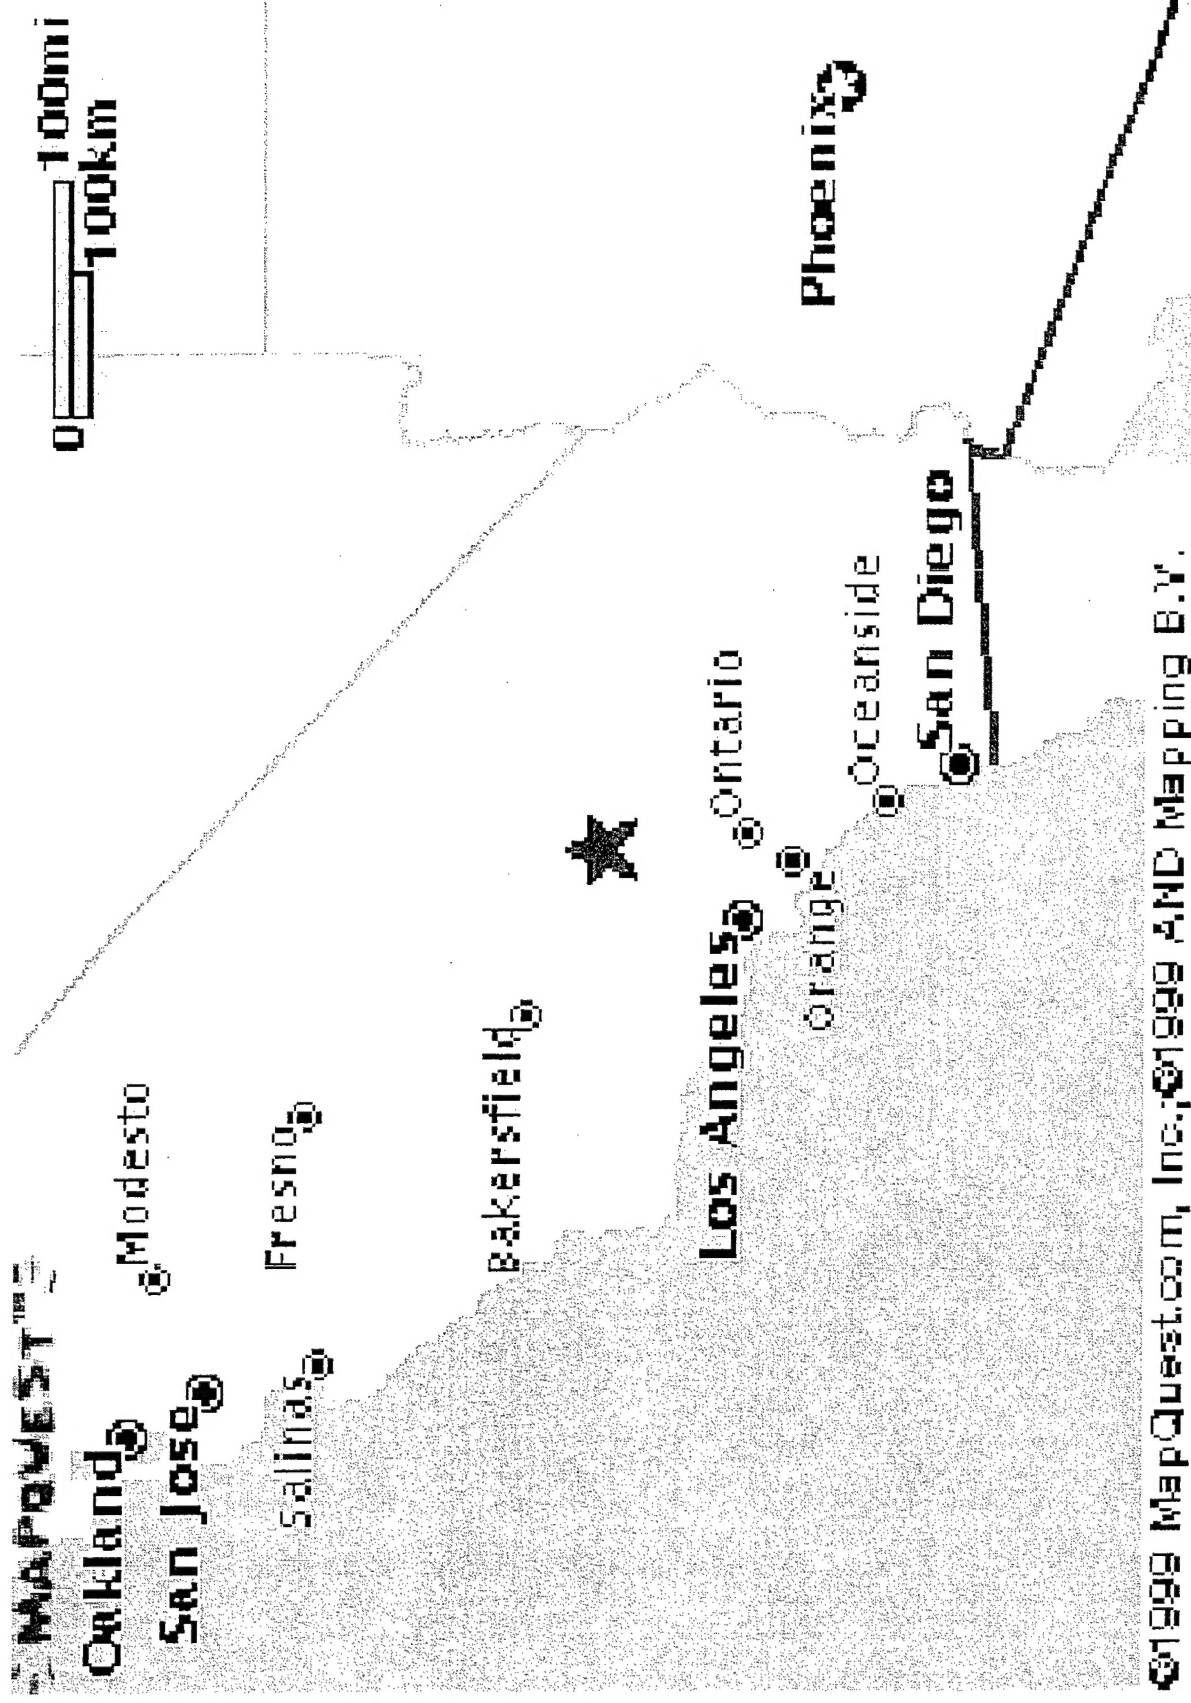 MAPQUEST
0
100mi
100km
Oakland
Modesto
San Jose
Fresno
Salinas
Bakersfield
Los Angeles
Ontario
Orange
Phoenix
Oceanside
San Diego
©1999 MapQuest.com, Inc.;©1999 AND Mapping B.V.